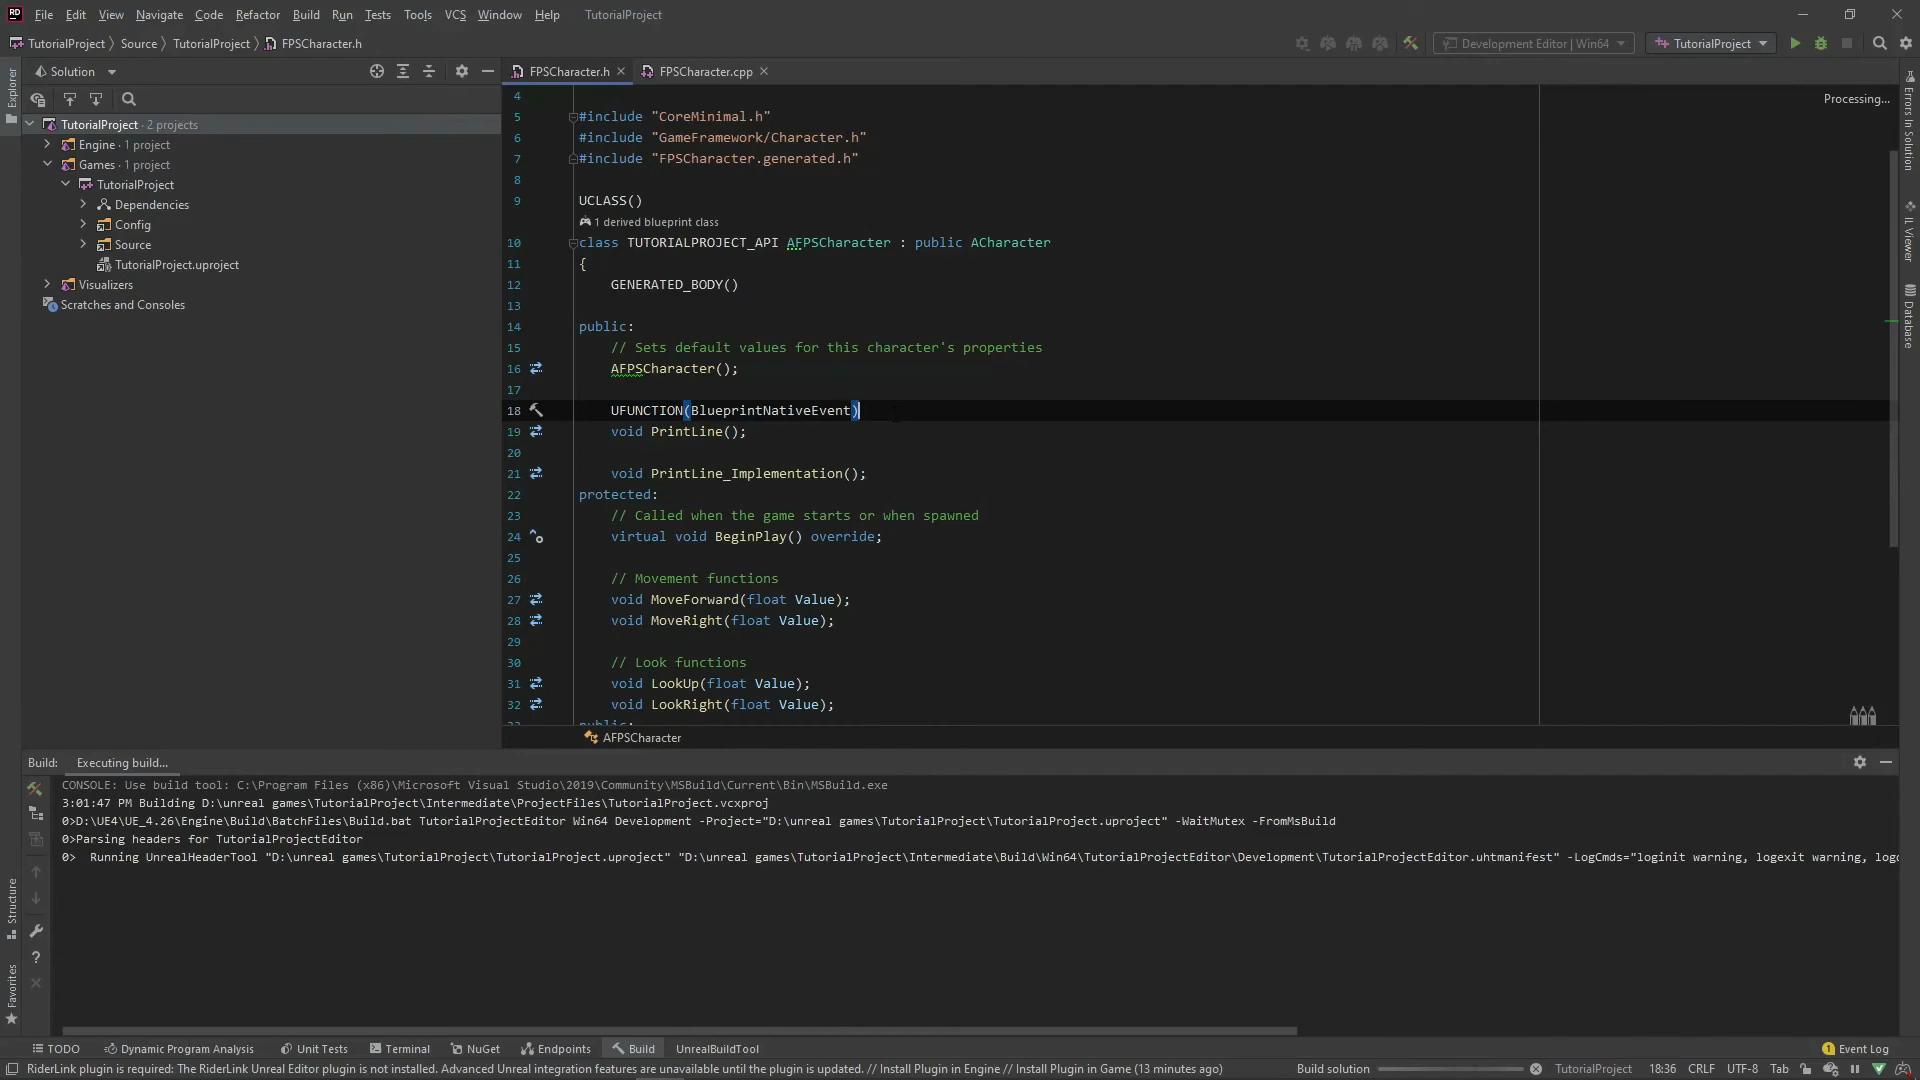 File Edit View Navigate Code Refactor Build Run Tests Tools VCS Window Help TutorialProject
TutorialProject Source TutorialProject FPSCharacter.h
Development Editor | Win64 TutorialProject
Solution
FPSCharacter.h FPSCharacter.cpp
Explorer
Processing...
TutorialProject · 2 projects
Engine · 1 project
Games · 1 project
TutorialProject
Dependencies
Config
Source
TutorialProject.uproject
Visualizers
Scratches and Consoles
4
5 #include "CoreMinimal.h"
6 #include "GameFramework/Character.h"
7 #include "FPSCharacter.generated.h"
8
9 UCLASS()
1 derived blueprint class
10 class TUTORIALPROJECT_API AFPSCharacter : public ACharacter
11 {
12 GENERATED_BODY()
13
14 public:
15 // Sets default values for this character's properties
16 AFPSCharacter();
17
18 UFUNCTION(BlueprintNativeEvent)
19 void PrintLine();
20
21 void PrintLine_Implementation();
22 protected:
23 // Called when the game starts or when spawned
24 virtual void BeginPlay() override;
25
26 // Movement functions
27 void MoveForward(float Value);
28 void MoveRight(float Value);
29
30 // Look functions
31 void LookUp(float Value);
32 void LookRight(float Value);
33 public:
AFPSCharacter
Errors In Solution
IL Viewer
Database
Build: Executing build...
CONSOLE: Use build tool: C:\Program Files (x86)\Microsoft Visual Studio\2019\Community\MSBuild\Current\Bin\MSBuild.exe
3:01:47 PM Building D:\unreal games\TutorialProject\Intermediate\ProjectFiles\TutorialProject.vcxproj
0>D:\UE4\UE_4.26\Engine\Build\BatchFiles\Build.bat TutorialProjectEditor Win64 Development -Project="D:\unreal games\TutorialProject\TutorialProject.uproject" -WaitMutex -FromMsBuild
0>Parsing headers for TutorialProjectEditor
0> Running UnrealHeaderTool "D:\unreal games\TutorialProject\TutorialProject.uproject" "D:\unreal games\TutorialProject\Intermediate\Build\Win64\TutorialProjectEditor\Development\TutorialProjectEditor.uhtmanifest" -LogCmds="loginit warning, logexit warning, logd
Structure
Favorites
TODO Dynamic Program Analysis Unit Tests Terminal NuGet Endpoints Build UnrealBuildTool
1 Event Log
RiderLink plugin is required: The RiderLink Unreal Editor plugin is not installed. Advanced Unreal integration features are unavailable until the plugin is updated. // Install Plugin in Engine // Install Plugin in Game (13 minutes ago)
Build solution TutorialProject 18:36 CRLF UTF-8 Tab